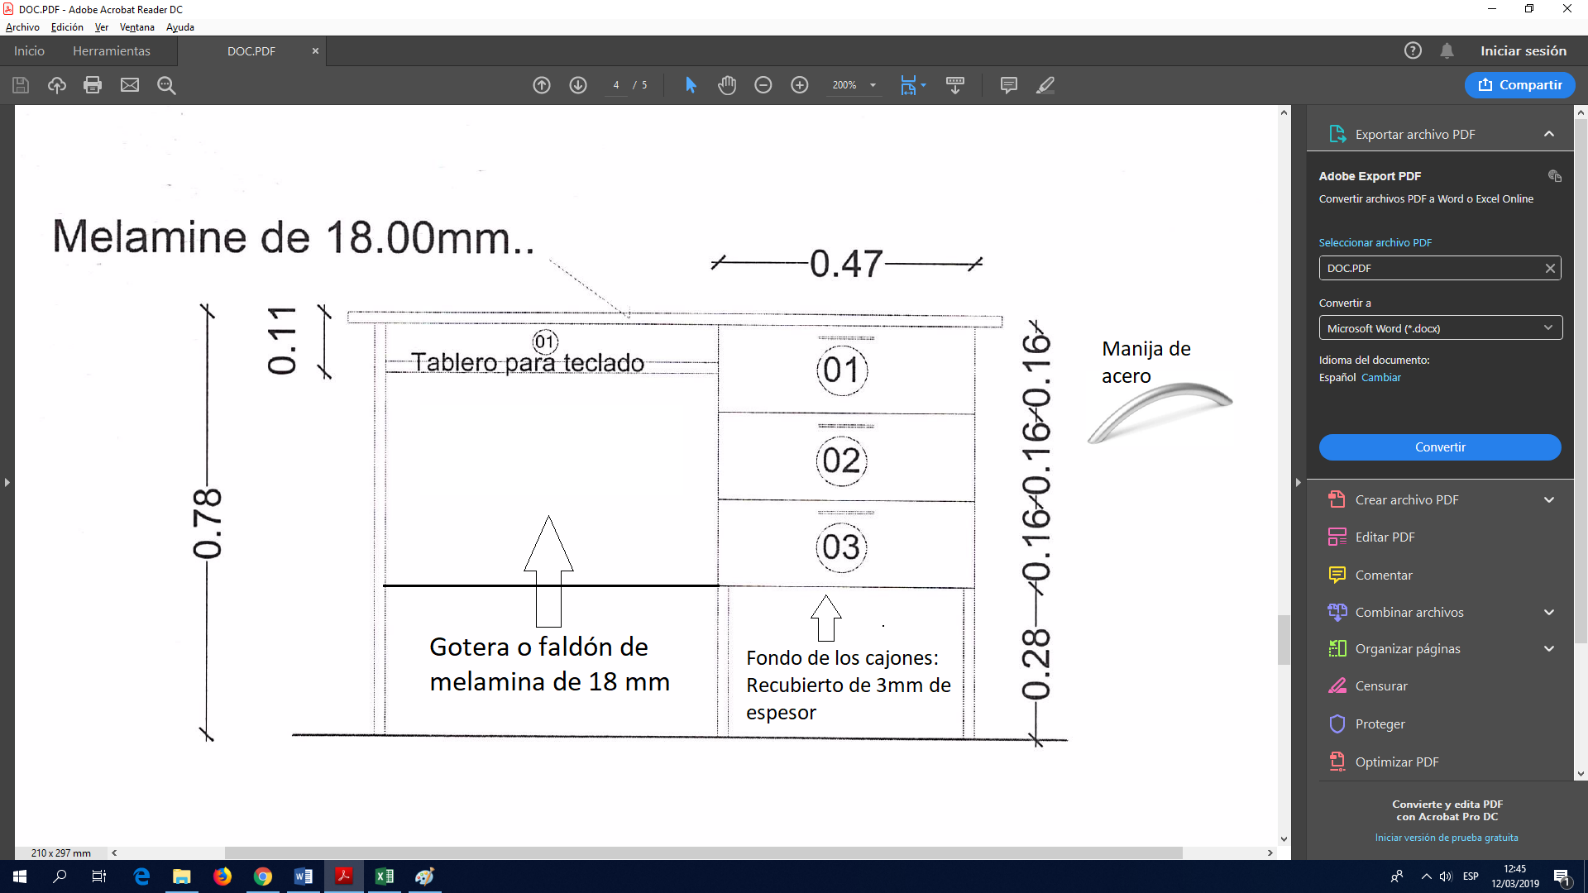 DOC.PDF - Adobe Acrobat Reader DC
Archivo Edición Ver Ventana Ayuda
Inicio Herramientas DOC.PDF
Iniciar sesión
4 / 5
200%
Compartir
Melamine de 18.00mm..
0.47
0.11
0.78
01
Tablero para teclado
01
02
03
0.16
0.16
0.16
0.16
0.16
0.28
Manija de
acero
Gotera o faldón de
melamina de 18 mm
Fondo de los cajones:
Recubierto de 3mm de
espesor
210 x 297 mm
Exportar archivo PDF
Adobe Export PDF
Convertir archivos PDF a Word o Excel Online
Seleccionar archivo PDF
DOC.PDF
Convertir a
Microsoft Word (*.docx)
Idioma del documento:
Español Cambiar
Convertir
Crear archivo PDF
Editar PDF
Comentar
Combinar archivos
Organizar páginas
Censurar
Proteger
Optimizar PDF
Convierte y edita PDF
con Acrobat Pro DC
Iniciar versión de prueba gratuita
ESP
12:45
12/03/2019
1